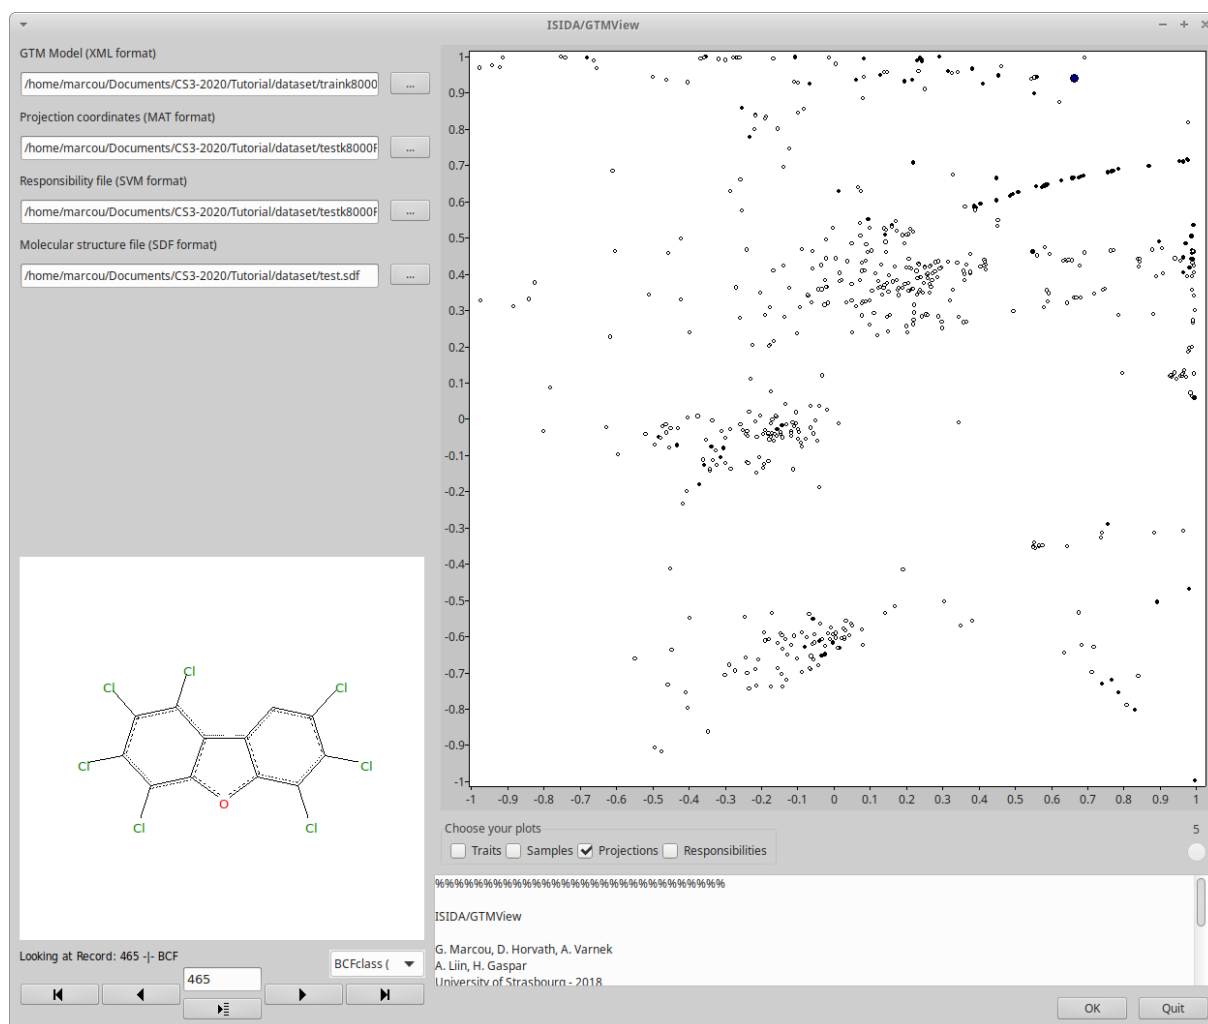 ISIDA/GTMView
GTM Model (XML format)
/home/marcou/Documents/CS3-2020/Tutorial/dataset/traink8000
...
Projection coordinates (MAT format)
/home/marcou/Documents/CS3-2020/Tutorial/dataset/testk8000F
...
Responsibility file (SVM format)
/home/marcou/Documents/CS3-2020/Tutorial/dataset/testk8000F
...
Molecular structure file (SDF format)
/home/marcou/Documents/CS3-2020/Tutorial/dataset/test.sdf
...
1
0.9
0.8
0.7
0.6
0.5
0.4
0.3
0.2
0.1
0
-0.1
-0.2
-0.3
-0.4
-0.5
-0.6
-0.7
-0.8
-0.9
-1
-1 -0.9 -0.8 -0.7 -0.6 -0.5 -0.4 -0.3 -0.2 -0.1 0 0.1 0.2 0.3 0.4 0.5 0.6 0.7 0.8 0.9 1
Cl
Cl Cl
Cl Cl
O
Cl Cl
Choose your plots
5
Traits Samples Projections Responsibilities
%%%%%%%%%%%%%%%%%%%%%%%%%%%%%%
ISIDA/GTMView
G. Marcou, D. Horvath, A. Varnek
A. Liin, H. Gaspar
University of Strasbourg - 2018
Looking at Record: 465 -|- BCF
BCFclass (
465
OK Quit